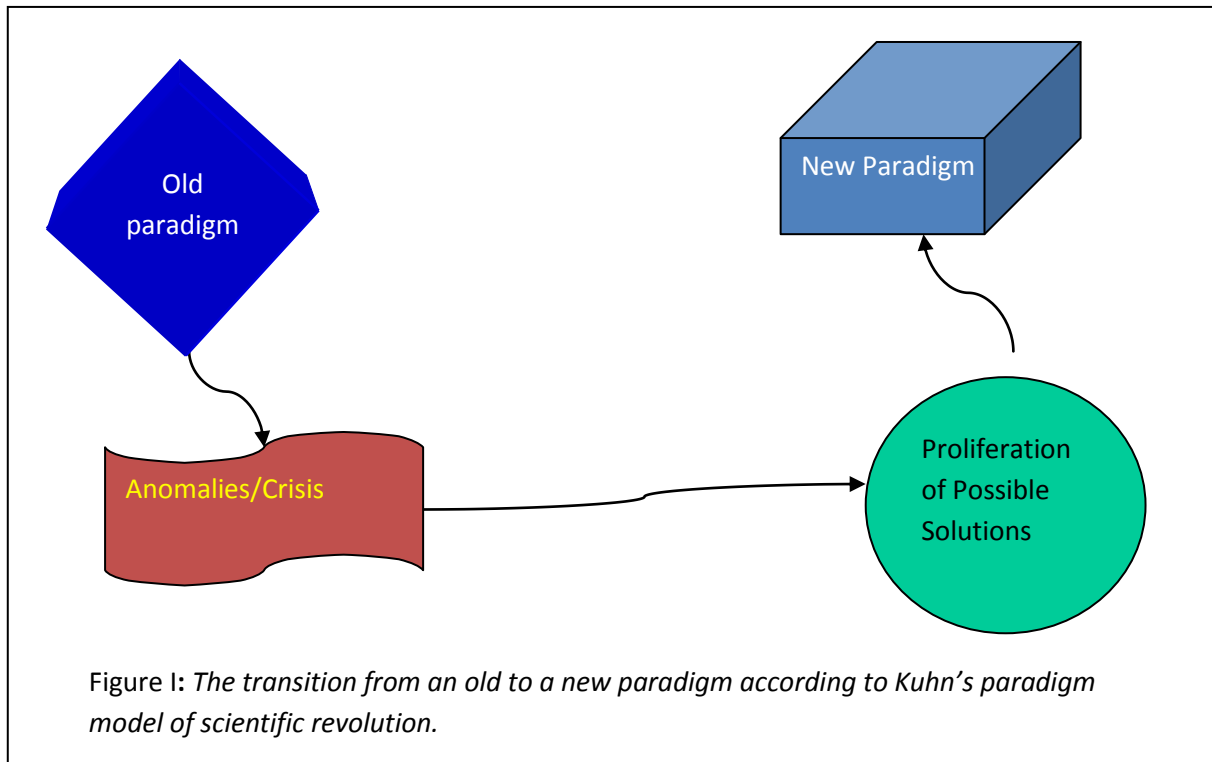 Old
paradigm
New Paradigm
Anomalies/Crisis
Proliferation
of Possible
Solutions
Figure I: The transition from an old to a new paradigm according to Kuhn’s paradigm
model of scientific revolution.